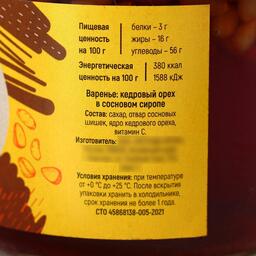 Пищевая
ценность
на 100 г
белки - 3 г
жиры - 16 г
углеводы - 56 г
Энергетическая
ценность на 100 г
380 ккал
1588 кДж
Варенье: кедровый орех
в сосновом сиропе
Состав: сахар, отвар сосновых
шишек, ядро кедрового ореха,
витамин С.
Изготовитель:
Условия хранения: при температуре
от +0 °С до +25 °С. После вскрытия
упаковки хранить в холодильнике,
срок хранения не более 1 года.
СТО 45868138-005-2021